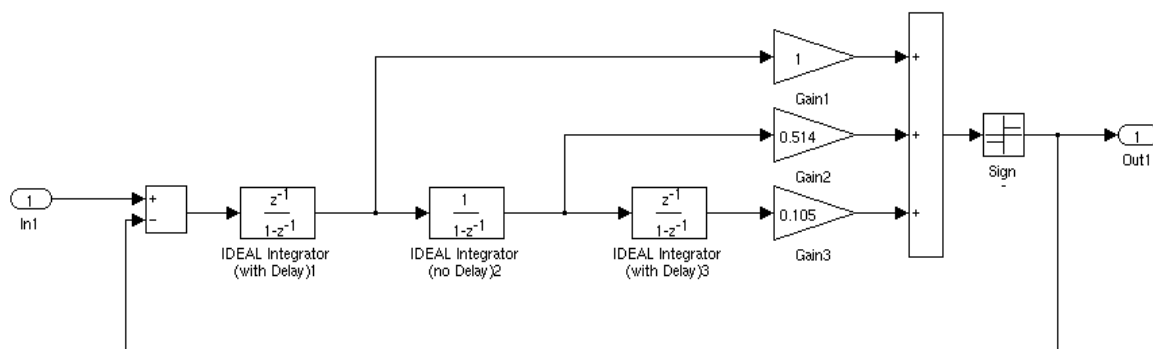 1
Gain1
+
0.514
Gain2
+
Sign
1
Out1
1
In1
+
−
z-1
1-z-1
IDEAL Integrator
(with Delay)1
1
1-z-1
IDEAL Integrator
(no Delay)2
z-1
1-z-1
IDEAL Integrator
(with Delay)3
0.105
Gain3
+